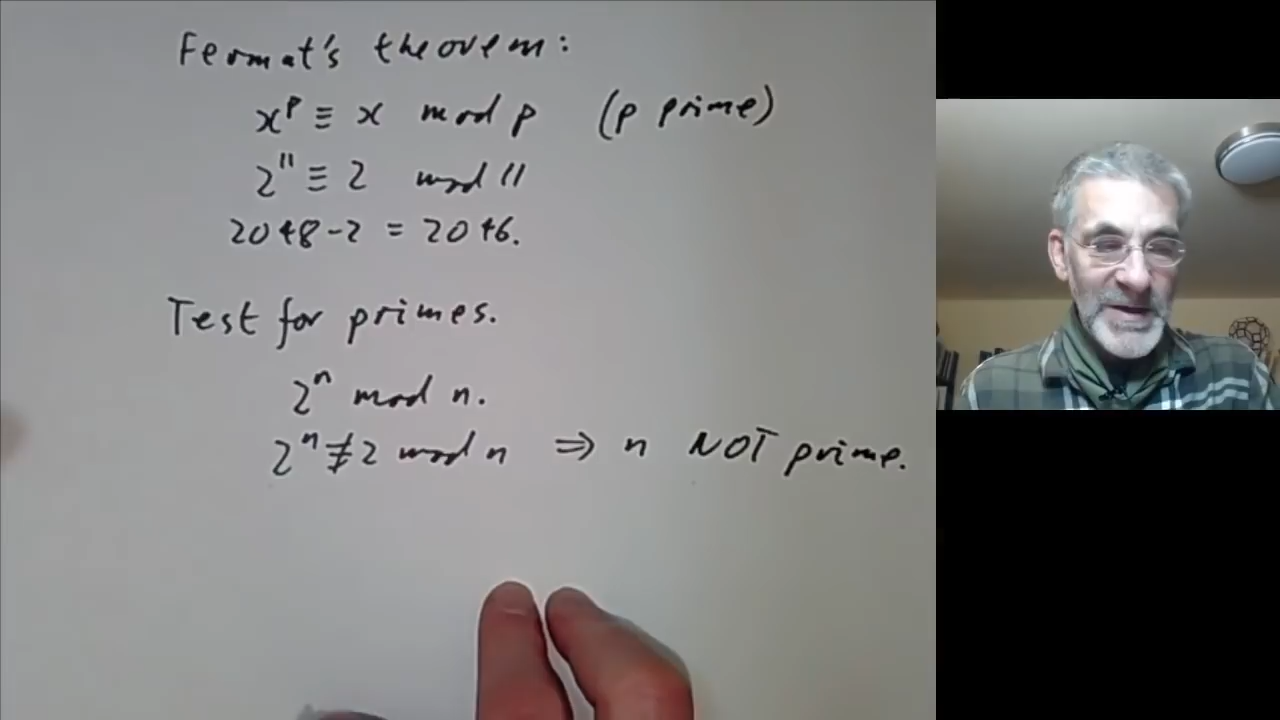 Fermat's theorem:
x^p ≡ x mod p (p prime)
2^11 ≡ 2 mod 11
2048-2 = 2046.
Test for primes.
2^n mod n.
2^n ≢ 2 mod n ⇒ n NOT prime.